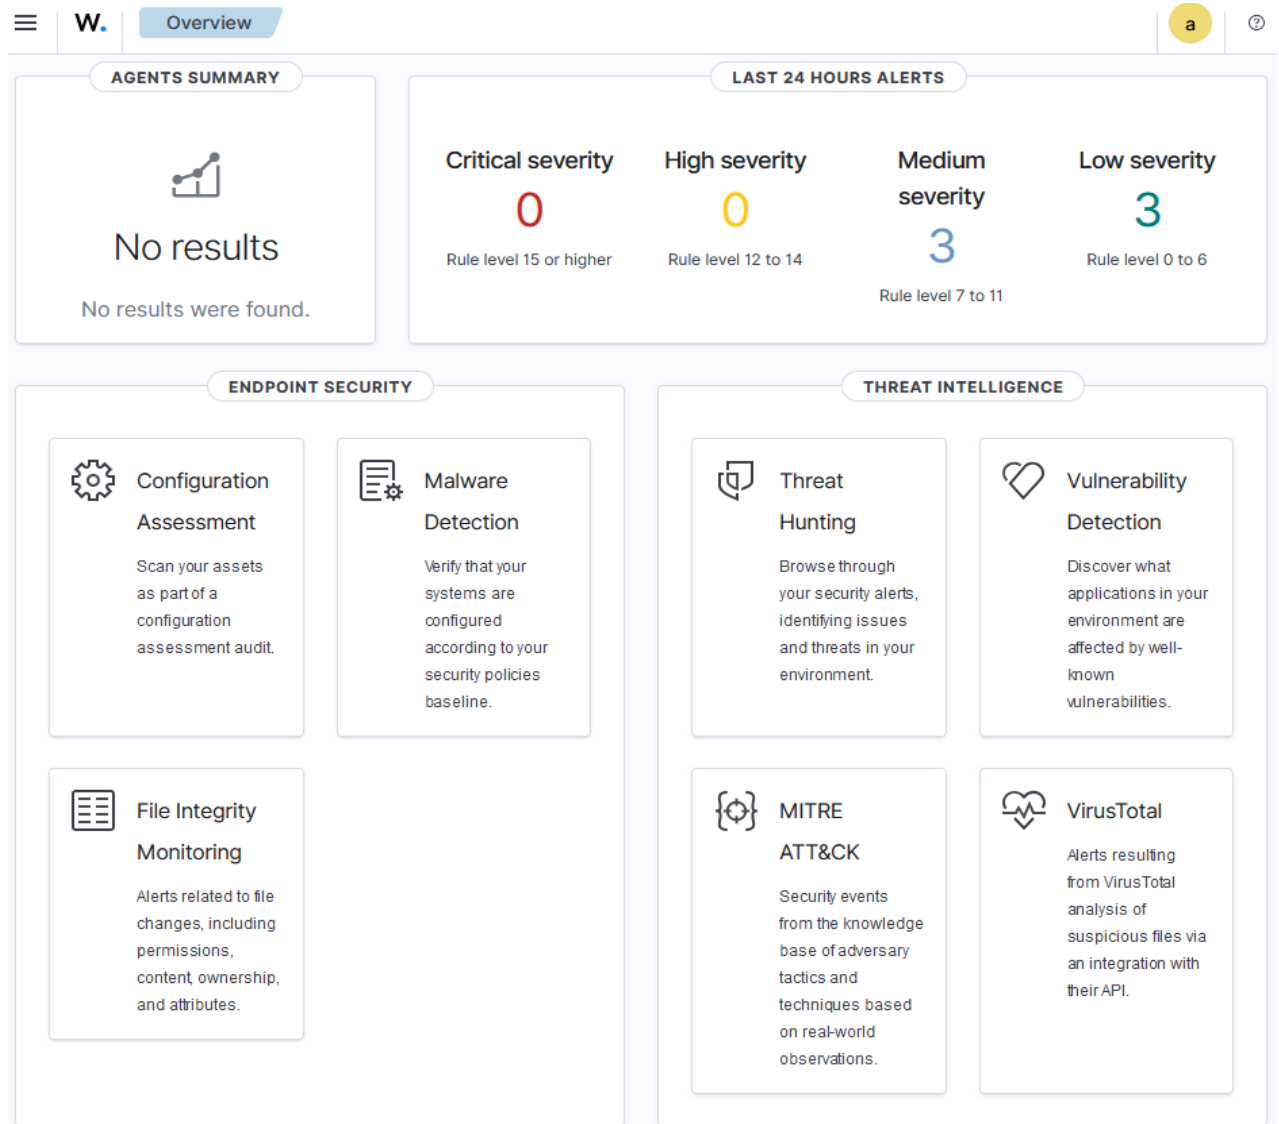 W.
Overview
a
?
AGENTS SUMMARY
No results
No results were found.
LAST 24 HOURS ALERTS
Critical severity
0
Rule level 15 or higher
High severity
0
Rule level 12 to 14
Medium
severity
3
Rule level 7 to 11
Low severity
3
Rule level 0 to 6
ENDPOINT SECURITY
Configuration
Assessment
Scan your assets
as part of a
configuration
assessment audit.
Malware
Detection
Verify that your
systems are
configured
according to your
security policies
baseline.
File Integrity
Monitoring
Alerts related to file
changes, including
permissions,
content, ownership,
and attributes.
THREAT INTELLIGENCE
Threat
Hunting
Browse through
your security alerts,
identifying issues
and threats in your
environment.
Vulnerability
Detection
Discover what
applications in your
environment are
affected by well-
known
vulnerabilities.
MITRE
ATT&CK
Security events
from the knowledge
base of adversary
tactics and
techniques based
on real-world
observations.
VirusTotal
Alerts resulting
from VirusTotal
analysis of
suspicious files via
an integration with
their API.